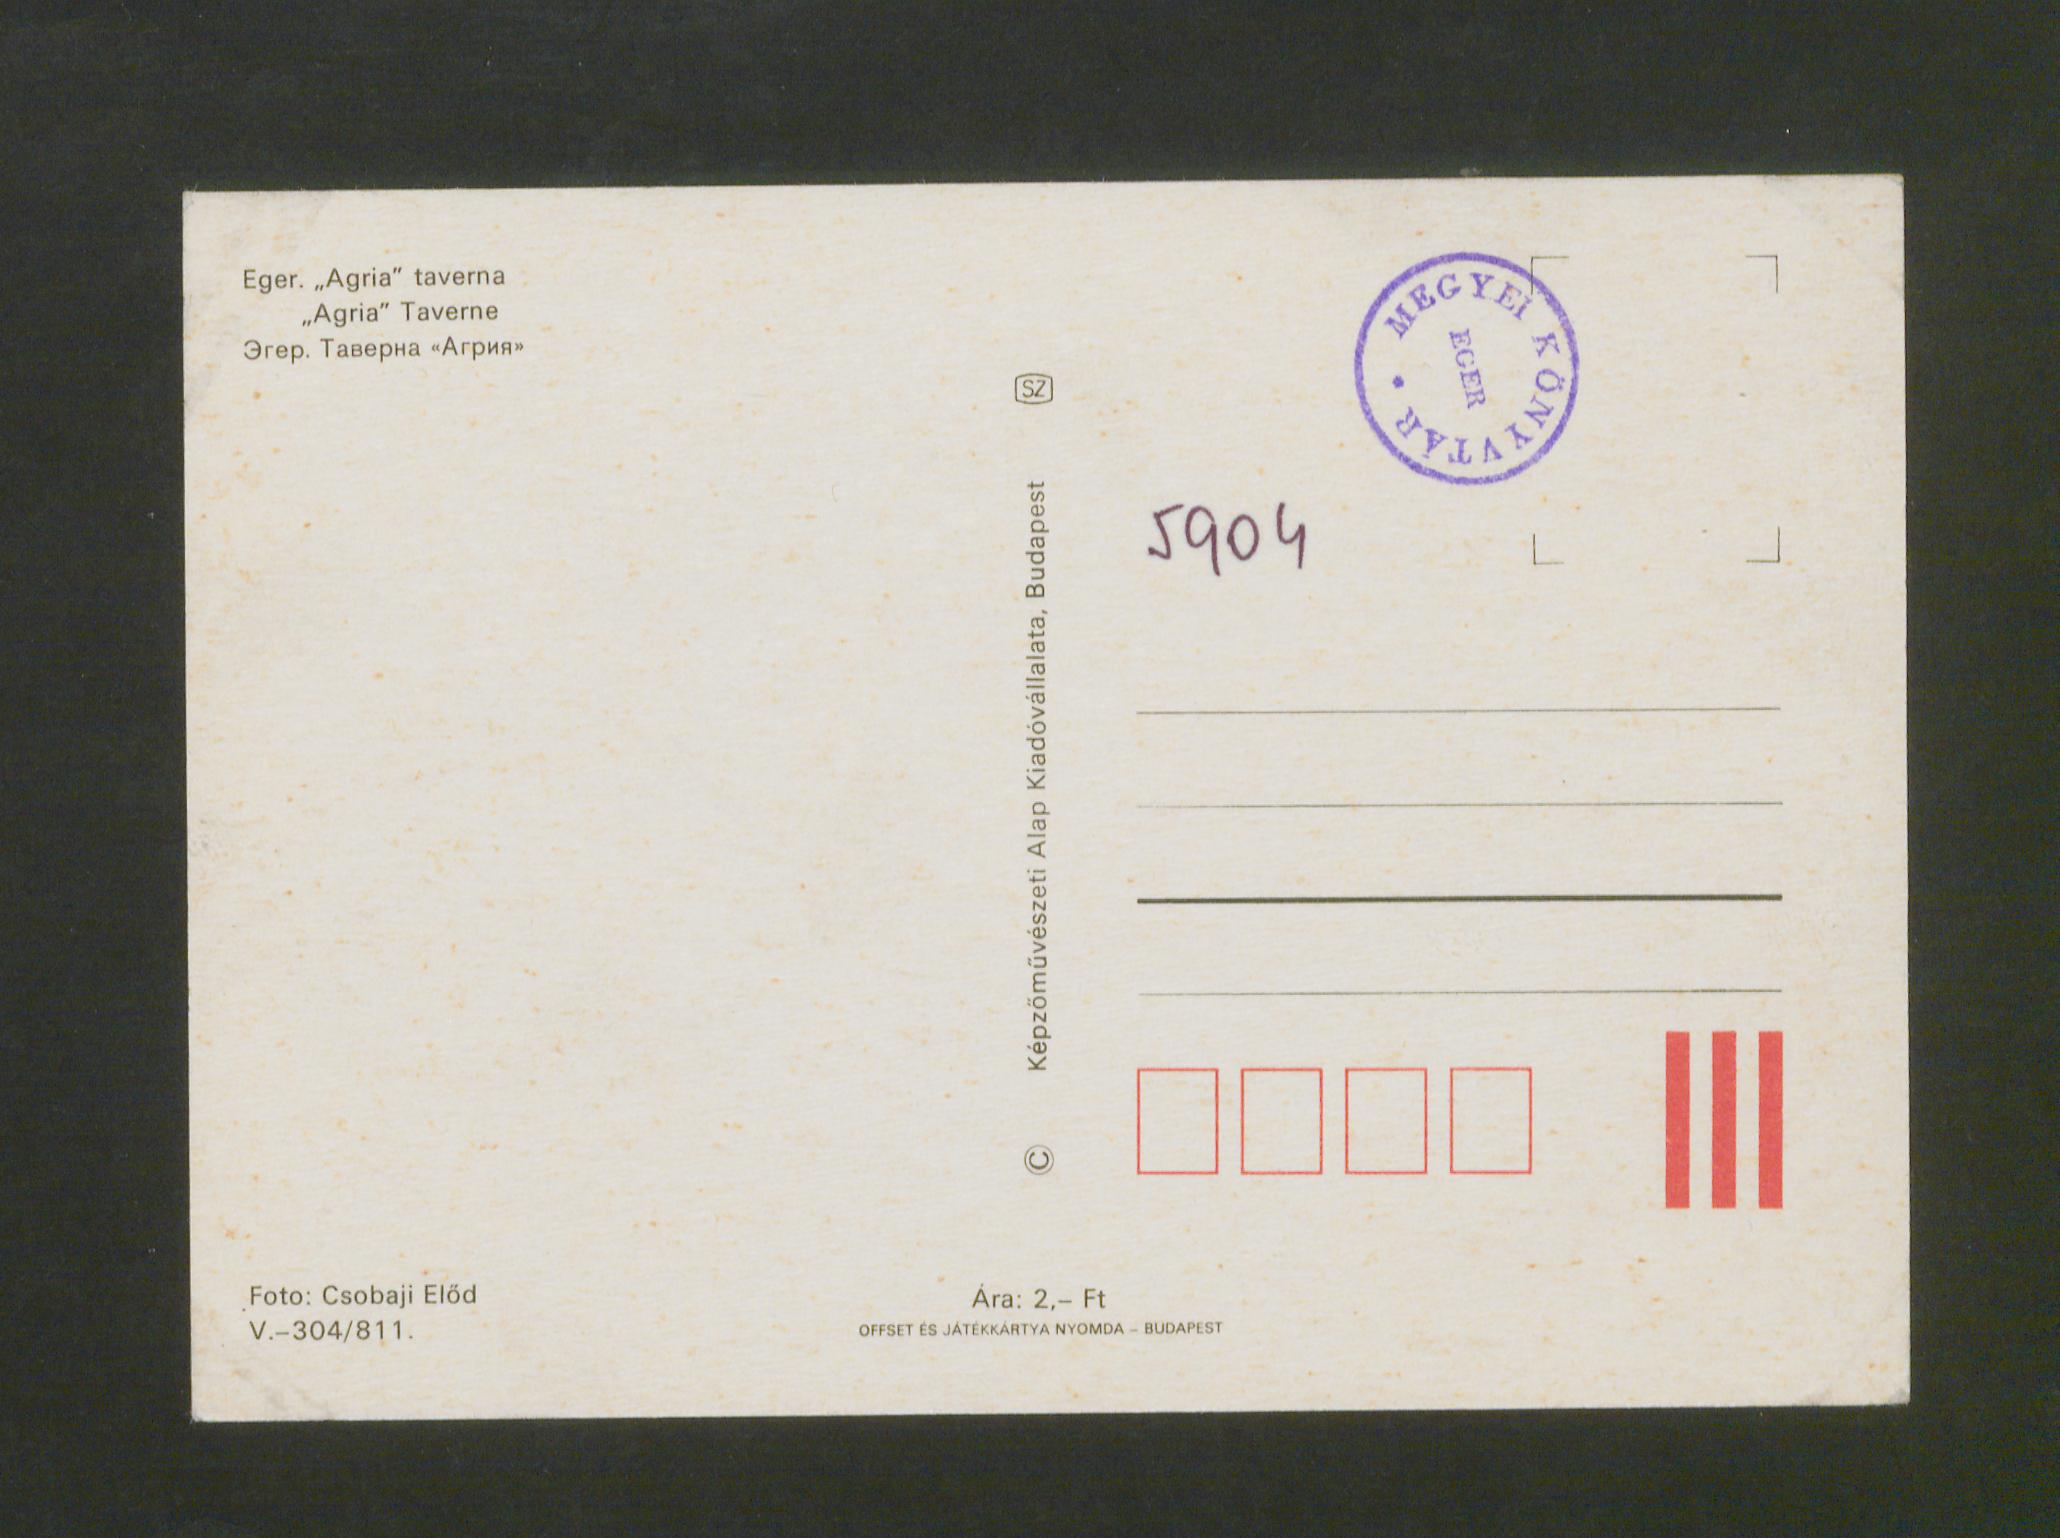 Eger. „Agria” taverna
„Agria” Taverne
Эгер. Таверна «Агрия»
SZ
Képzőművészeti Alap Kiadóvállalata, Budapest
©
MEGYEI KÖNYVTÁR •
EGER
5904
Foto: Csobaji Előd
V.–304/811.
Ára: 2,– Ft
OFFSET ÉS JÁTÉKKÁRTYA NYOMDA – BUDAPEST